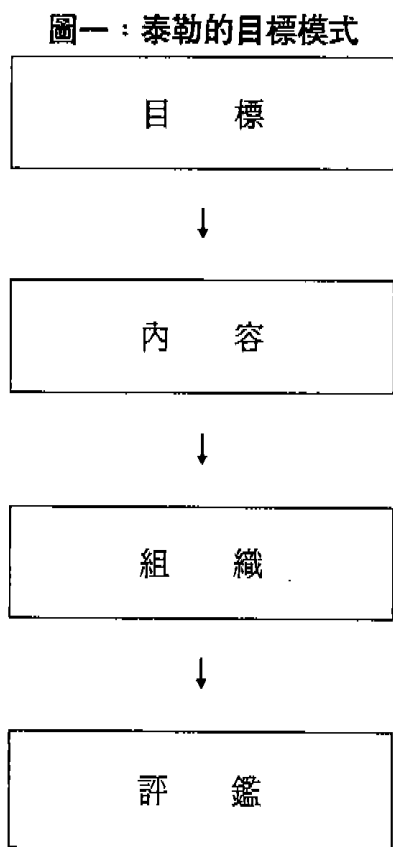 圖一：泰勒的目標模式
目 標
↓
內 容
↓
組 織
↓
評 鑑